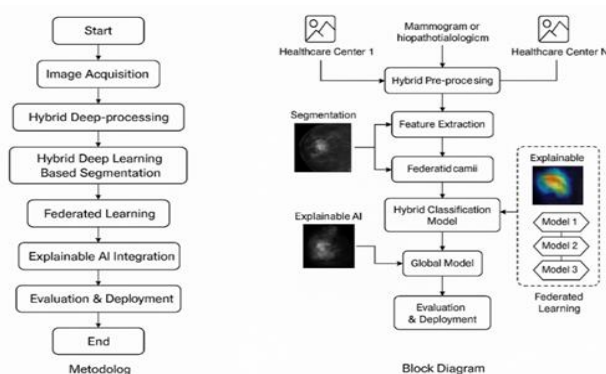 Start
Image Acquisition
Hybrid Deep-processing
Hybrid Deep Learning
Based Segmentation
Federated Learning
Explainable AI Integration
Evaluation & Deployment
End
Metodolog
Healthcare Center 1
Mammogram or
hiopathotialologicm
Healthcare Center N
Hybrid Pre-procesing
Segmentation
Feature Extraction
Federatid camii
Explainable
Hybrid Classification
Model
Model 1
Model 2
Model 3
Federated
Learning
Explainable AI
Global Model
Evaluation
& Deployment
Block Diagram